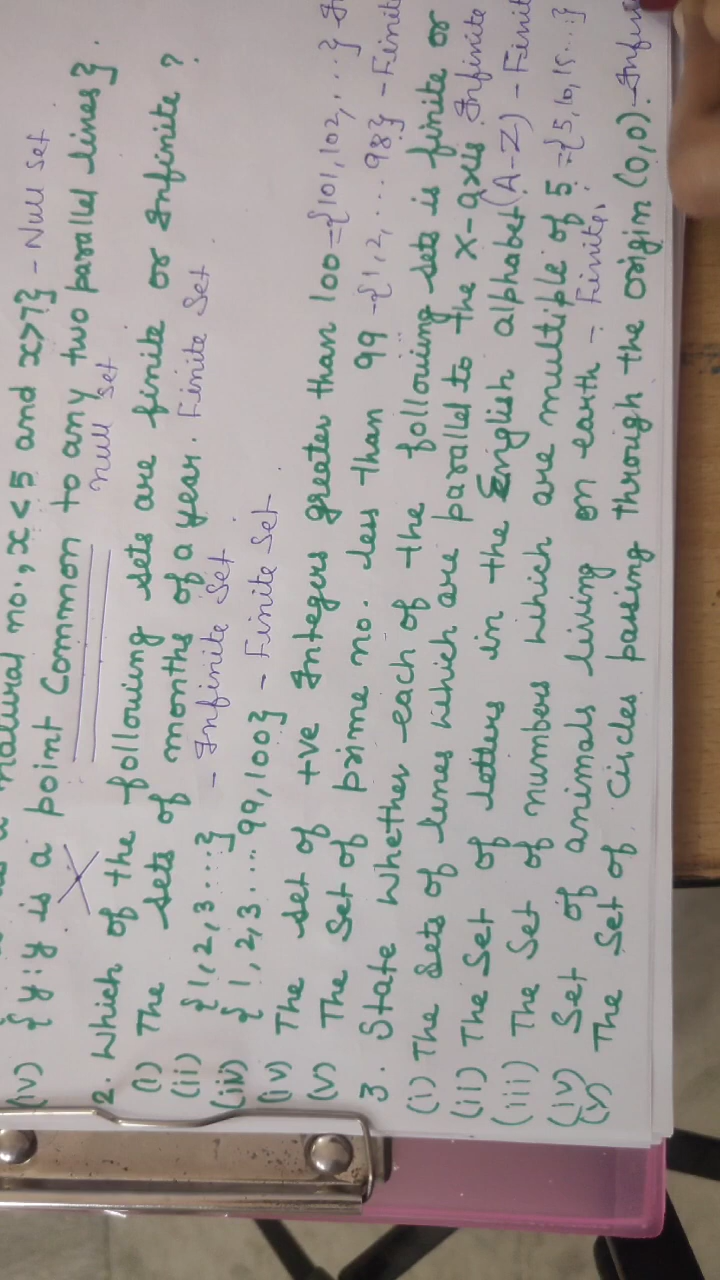 natural no., x < 5 and x > 7} - Null set.
(iv) {y : y is a point Common to any two parallel lines}.
Null set
2. Which of the following sets are finite or Infinite ?
(i) The sets of months of a year. Finite Set.
(ii) {1, 2, 3 ...} - Infinite Set.
(iii) {1, 2, 3 .... 99, 100} - Finite Set.
(iv) The set of +ve Integers greater than 100 = {101, 102, ...}
(v) The Set of prime no. less than 99 - {1, 2, ... 98} - Finite
3. State whether each of the following sets is finite or
(i) The Sets of lines which are parallel to the x-axis. Infinite
(ii) The Set of letters in the English alphabet (A-Z) - Finit
(iii) The Set of numbers which are multiple of 5 = {5, 10, 15 ...}
(iv) Set of animals living on earth - Finite.
(v) The Set of circles passing through the origin (0,0). Infin